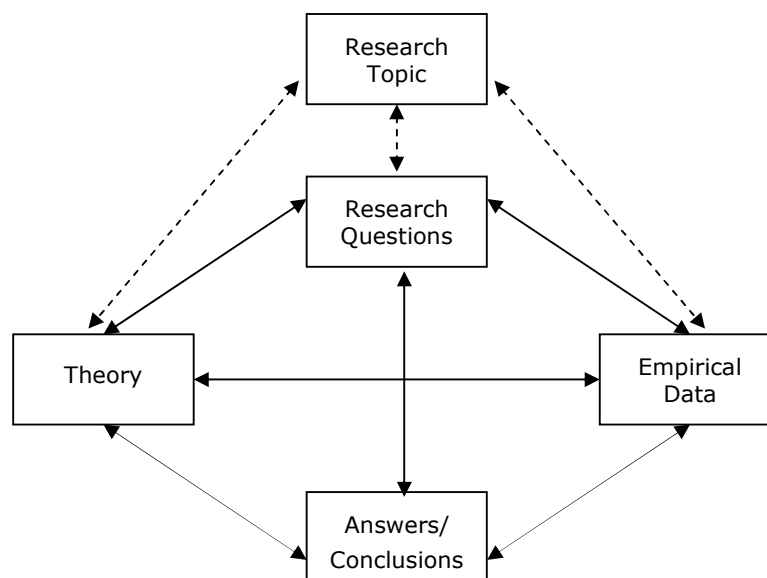 Research
Topic
Research
Questions
Theory
Empirical
Data
Answers/
Conclusions